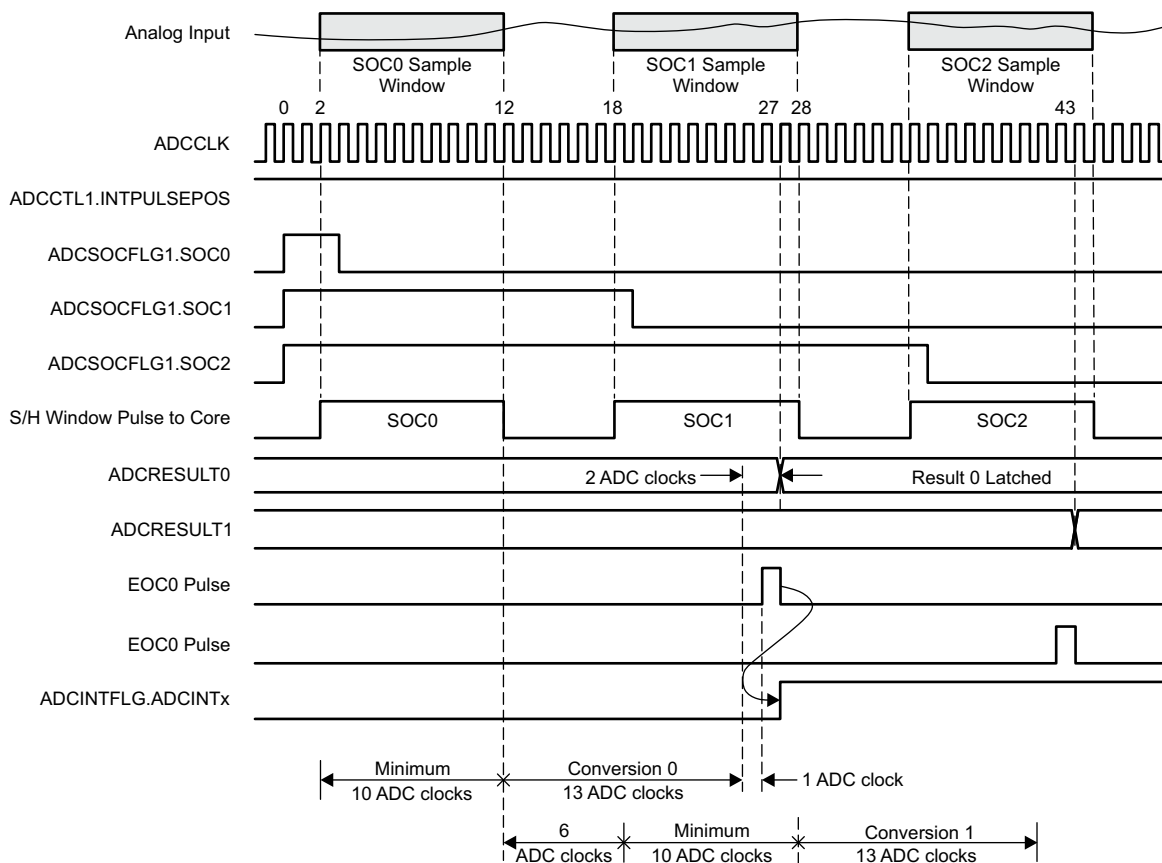 Analog Input
SOC0 Sample
Window
SOC1 Sample
Window
SOC2 Sample
Window
0 2 12 18 27 28 43
ADCCLK
ADCCTL1.INTPULSEPOS
ADCSOCFLG1.SOC0
ADCSOCFLG1.SOC1
ADCSOCFLG1.SOC2
S/H Window Pulse to Core
SOC0
SOC1
SOC2
ADCRESULT0
2 ADC clocks
Result 0 Latched
ADCRESULT1
EOC0 Pulse
EOC0 Pulse
ADCINTFLG.ADCINTx
Minimum
10 ADC clocks
Conversion 0
13 ADC clocks
1 ADC clock
6
ADC clocks
Minimum
10 ADC clocks
Conversion 1
13 ADC clocks